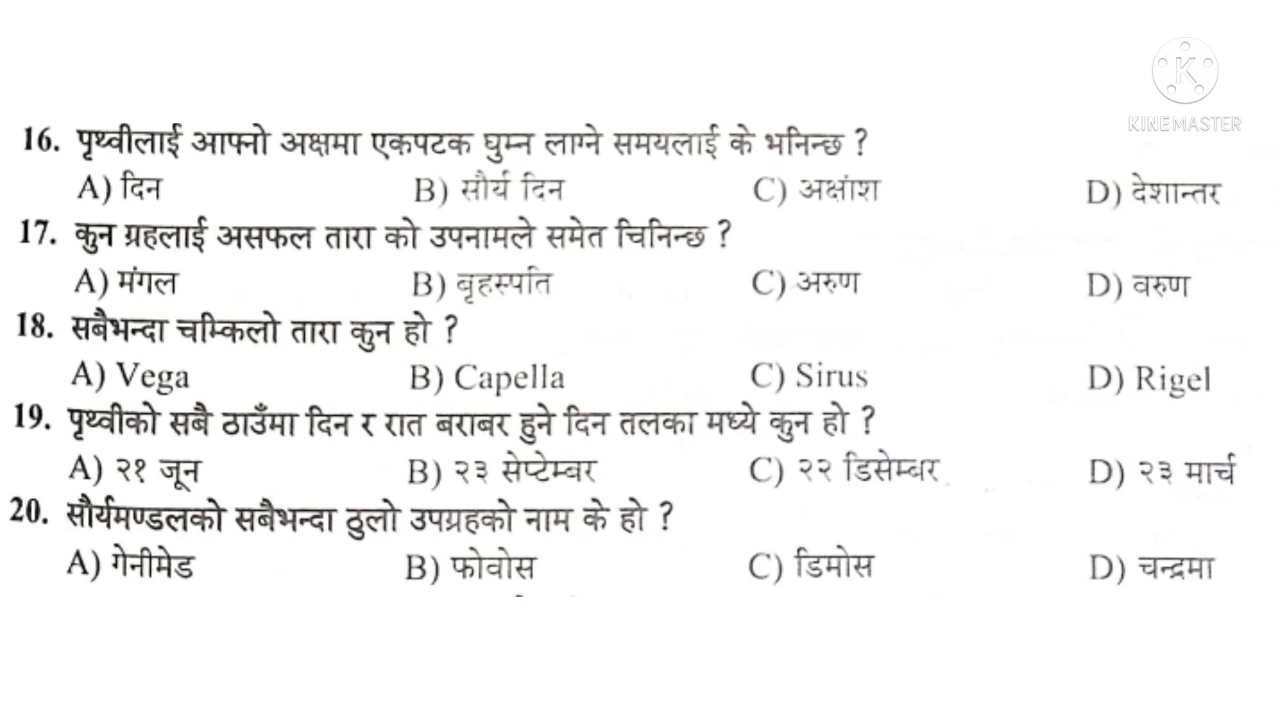 KINEMASTER
16. पृथ्वीलाई आफ्नो अक्षमा एकपटक घुम्न लाग्ने समयलाई के भनिन्छ ?
A) दिन B) सौर्य दिन C) अक्षांश D) देशान्तर
17. कुन ग्रहलाई असफल तारा को उपनामले समेत चिनिन्छ ?
A) मंगल B) वृहस्पति C) अरुण D) वरुण
18. सबैभन्दा चम्किलो तारा कुन हो ?
A) Vega B) Capella C) Sirus D) Rigel
19. पृथ्वीको सबै ठाउँमा दिन र रात बराबर हुने दिन तलका मध्ये कुन हो ?
A) २१ जून B) २३ सेप्टेम्बर C) २२ डिसेम्बर D) २३ मार्च
20. सौर्यमण्डलको सबैभन्दा ठुलो उपग्रहको नाम के हो ?
A) गेनीमेड B) फोवोस C) डिमोस D) चन्द्रमा